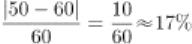 |50 − 60| / 60 = 10/60 ≈ 17%